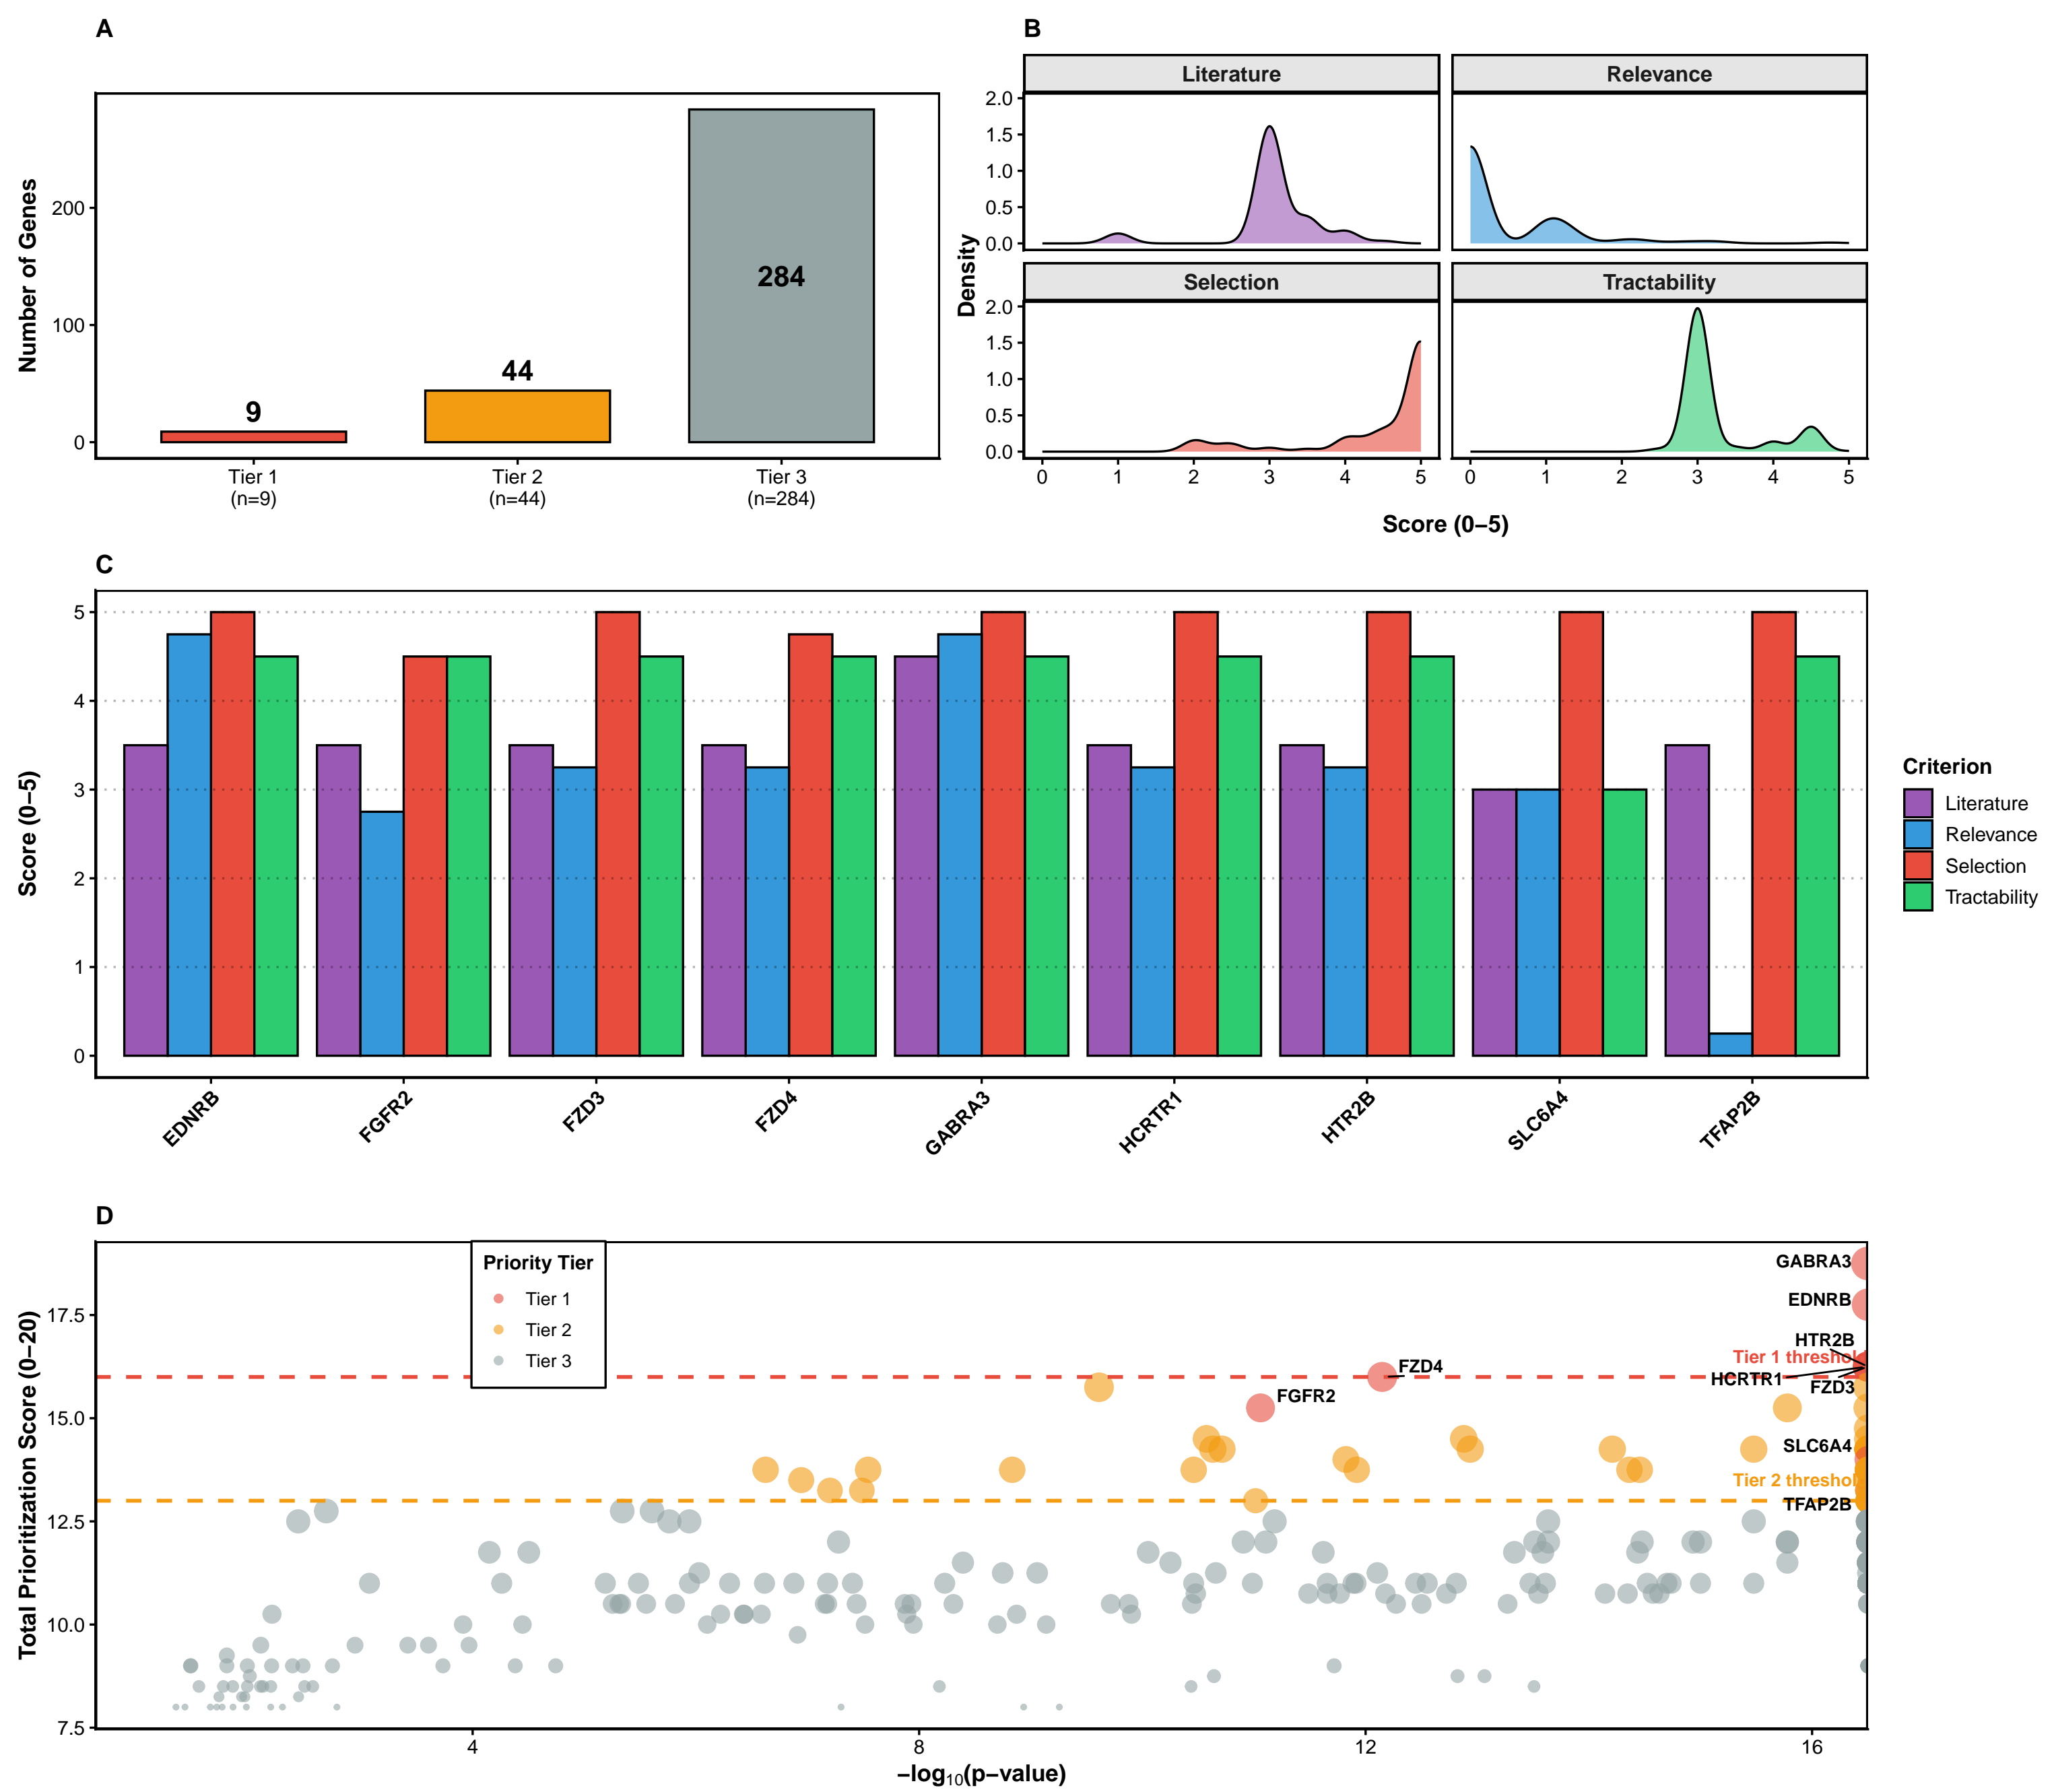 A
Number of Genes
200
100
0
9
44
284
Tier 1
(n=9)
Tier 2
(n=44)
Tier 3
(n=284)
B
Density
Literature
Relevance
2.0
1.5
1.0
0.5
0.0
Selection
Tractability
2.0
1.5
1.0
0.5
0.0
0 1 2 3 4 5
0 1 2 3 4 5
Score (0–5)
C
Score (0–5)
5
4
3
2
1
0
EDNRB
FGFR2
FZD3
FZD4
GABRA3
HCRTR1
HTR2B
SLC6A4
TFAP2B
Criterion
Literature
Relevance
Selection
Tractability
D
Total Prioritization Score (0–20)
17.5
15.0
12.5
10.0
7.5
Priority Tier
Tier 1
Tier 2
Tier 3
GABRA3
EDNRB
HTR2B
Tier 1 threshol
FZD4
HCRTR1
FZD3
FGFR2
SLC6A4
Tier 2 threshol
TFAP2B
4 8 12 16
–log₁₀(p–value)